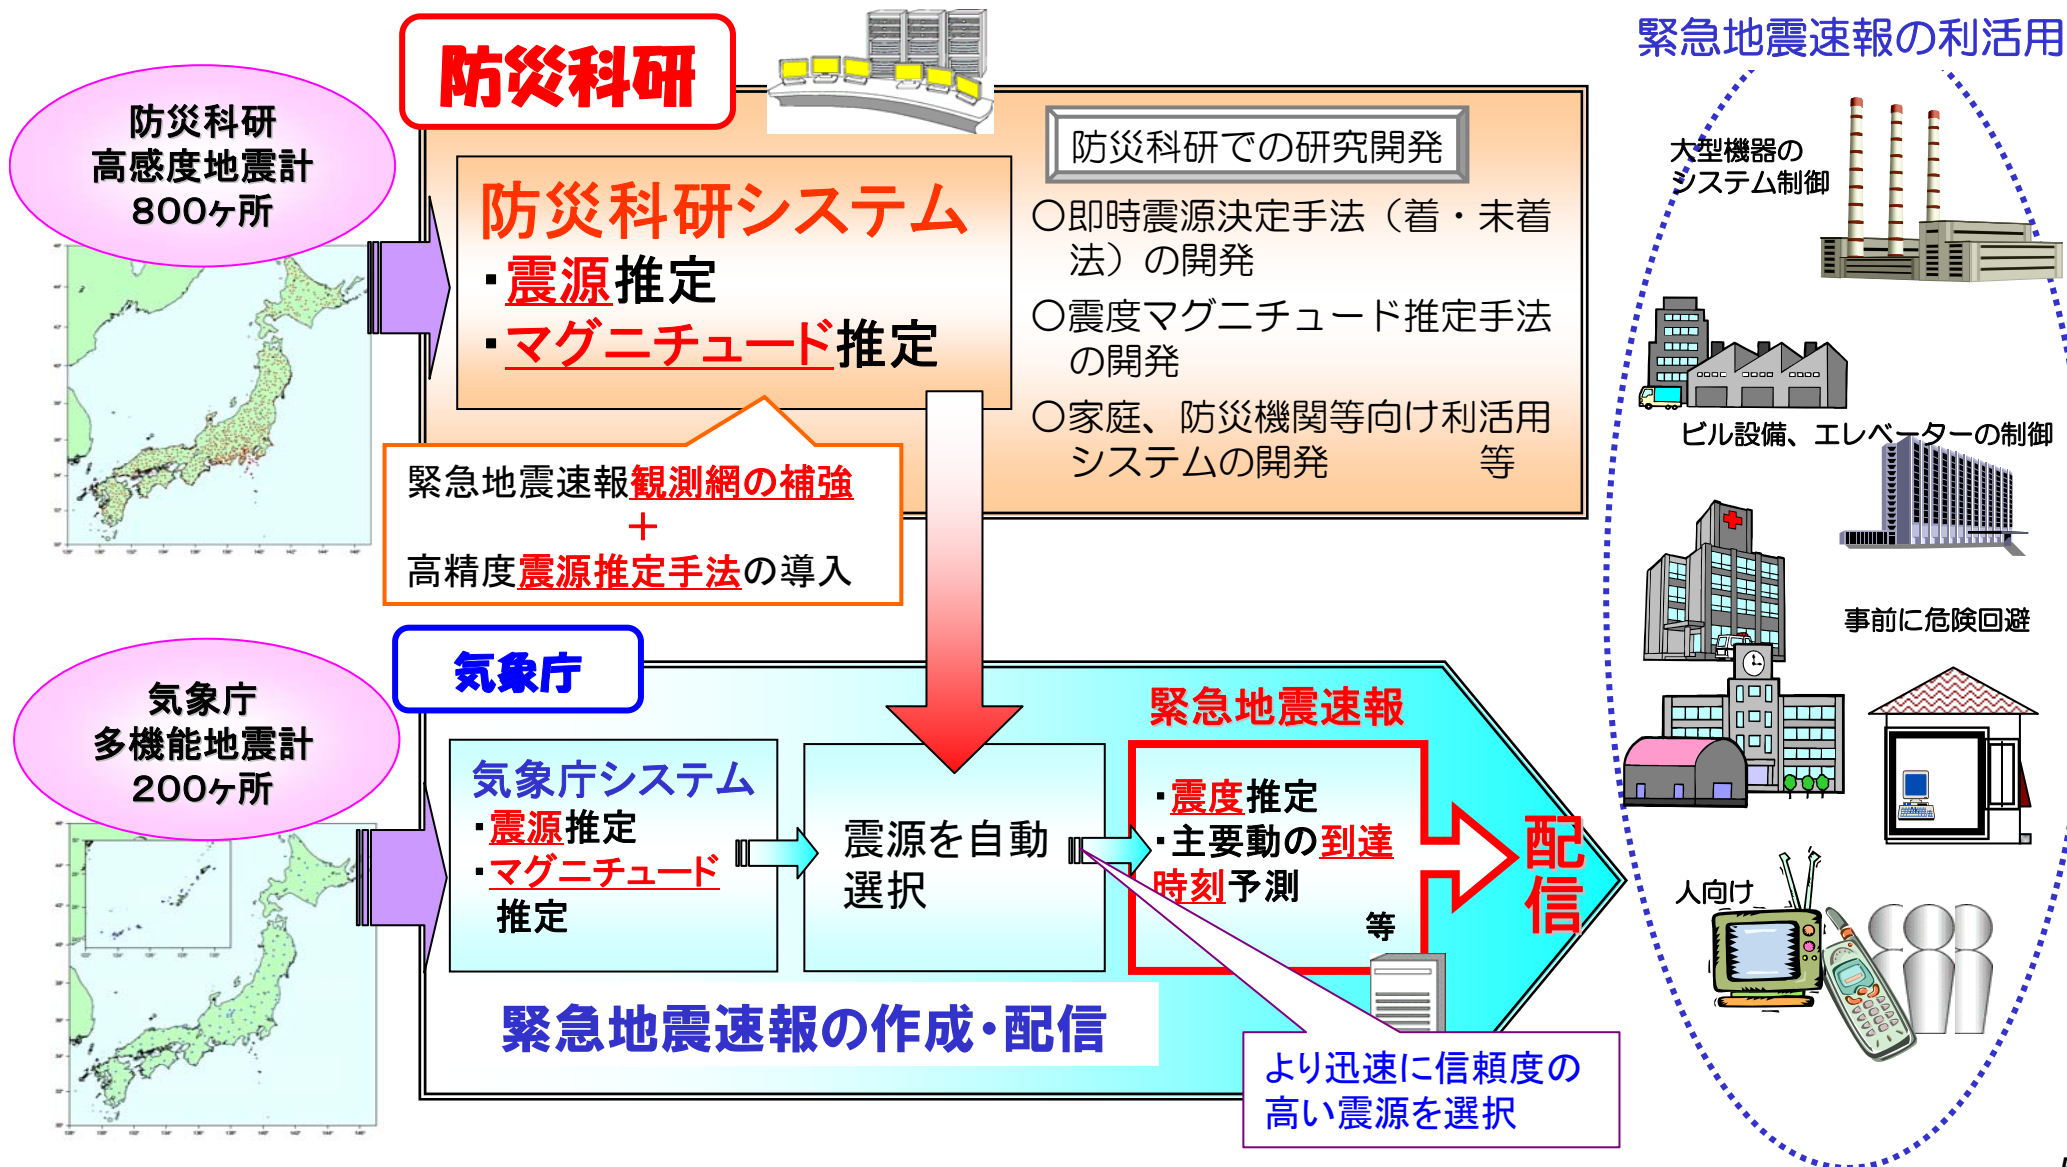 緊急地震速報の利活用
防災科研
防災科研
高感度地震計
800ヶ所
防災科研システム
・震源推定
・マグニチュード推定
防災科研での研究開発
○即時震源決定手法（着・未着
法）の開発
○震度マグニチュード推定手法
の開発
○家庭、防災機関等向け利活用
システムの開発　　　　等
緊急地震速報観測網の補強
＋
高精度震源推定手法の導入
気象庁
気象庁
多機能地震計
200ヶ所
気象庁システム
・震源推定
・マグニチュード
推定
震源を自動
選択
緊急地震速報
・震度推定
・主要動の到達
時刻予測
等
配
信
緊急地震速報の作成・配信
より迅速に信頼度の
高い震源を選択
大型機器の
システム制御
ビル設備、エレベーターの制御
事前に危険回避
人向け